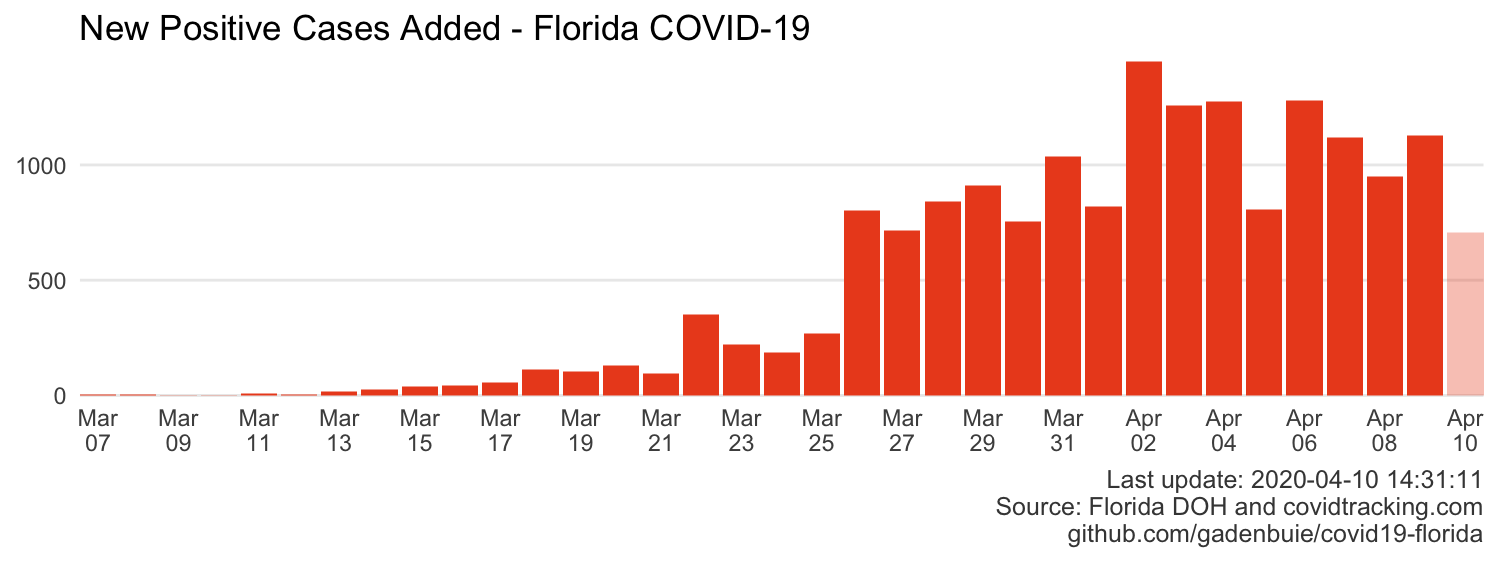 New Positive Cases Added - Florida COVID-19
1000
500
0
Mar Mar Mar Mar Mar Mar Mar Mar Mar Mar Mar Mar Mar Apr Apr Apr Apr Apr
07 09 11 13 15 17 19 21 23 25 27 29 31 02 04 06 08 10
Last update: 2020-04-10 14:31:11
Source: Florida DOH and covidtracking.com
github.com/gadenbuie/covid19-florida